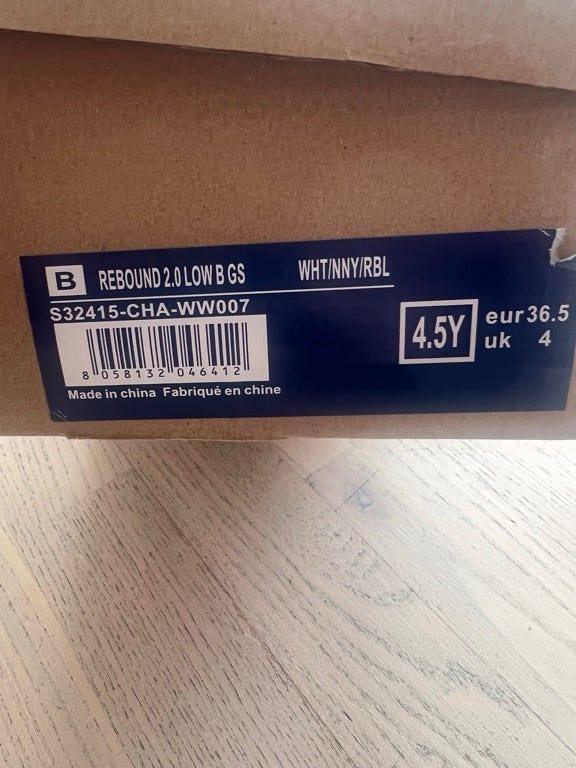 B REBOUND 2.0 LOW B GS WHT/NNY/RBL
S32415-CHA-WW007
8 058132 046412
Made in china Fabriqué en chine
4.5Y
eur 36.5
uk 4